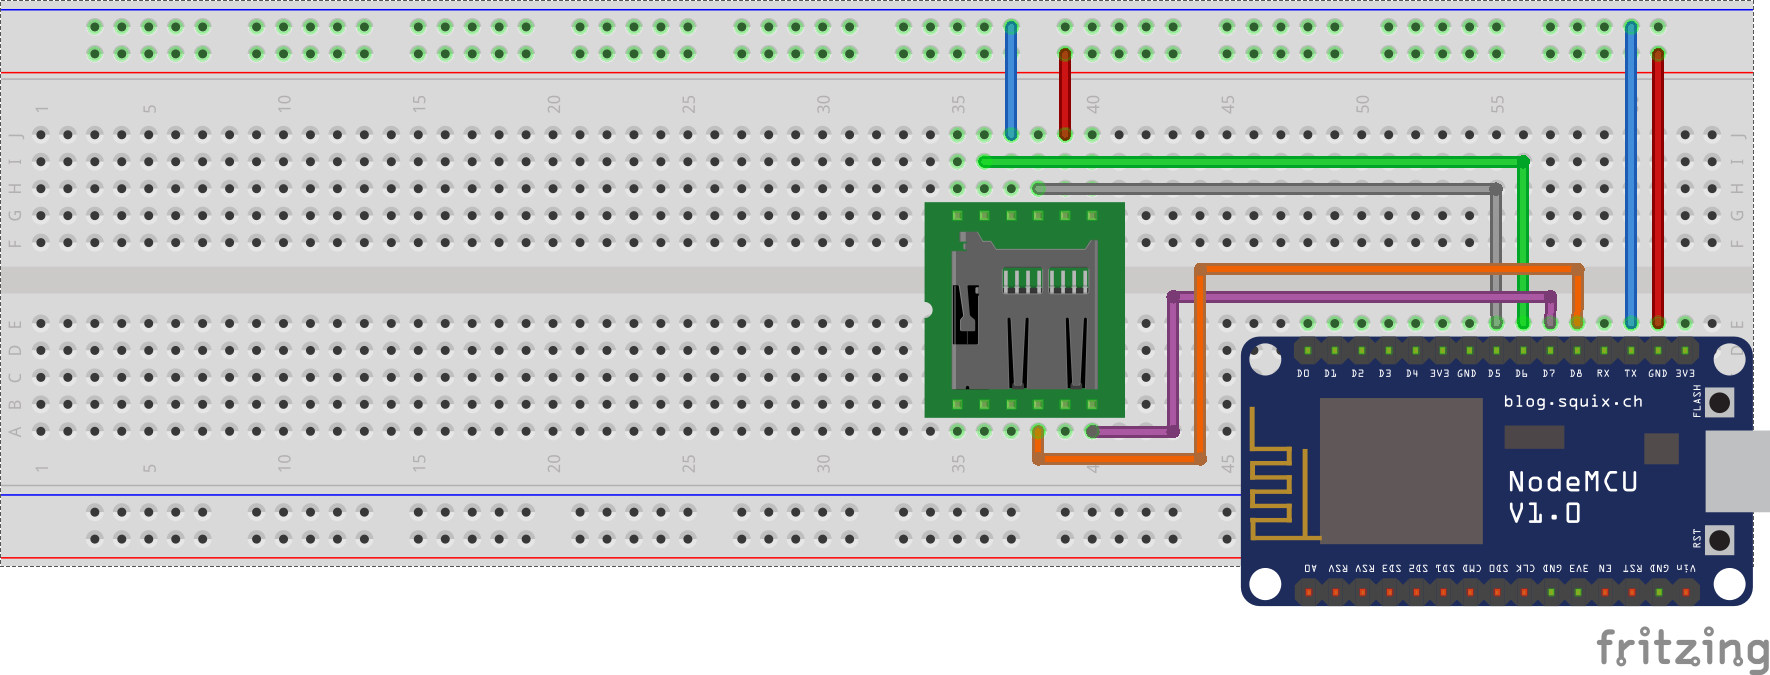 1 5 10 15 20 25 30 35 40 45 50 55
J J
I I
H H
G G
F F
E E
D D
C
B
A
1 5 10 15 20 25 30 35 4 45
D0 D1 D2 D3 D4 3V3 GND D5 D6 D7 D8 RX TX GND 3V3
FLASH
blog.squix.ch
NodeMCU
V1.0
RST
A0 RSV RSV SD3 SD2 SD1 CMD SD0 CLK GND 3V3 EN RST GND Vin
fritzing